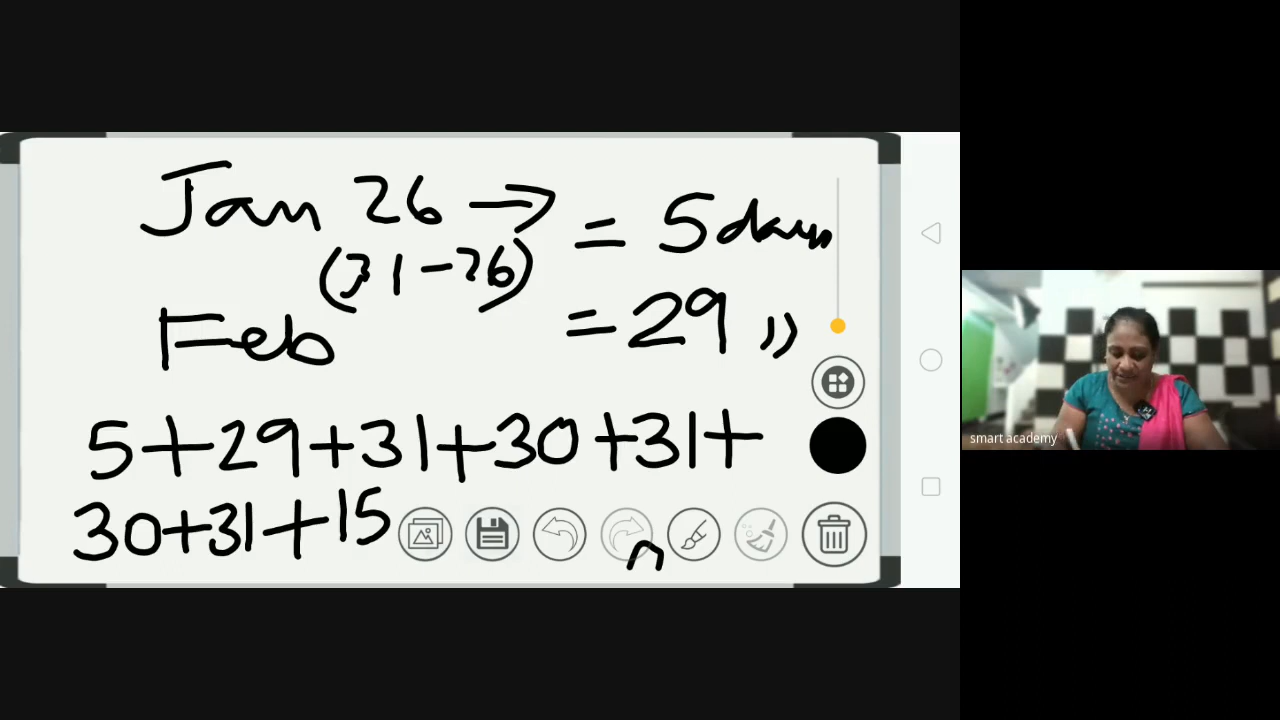 Jan 26 → = 5 days
(31-26)
Feb = 29 "
5+29+31+30+31+
30+31+15
smart academy